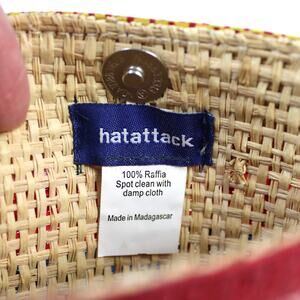 hatattack
100% Raffia
Spot clean with
damp cloth
Made in Madagascar